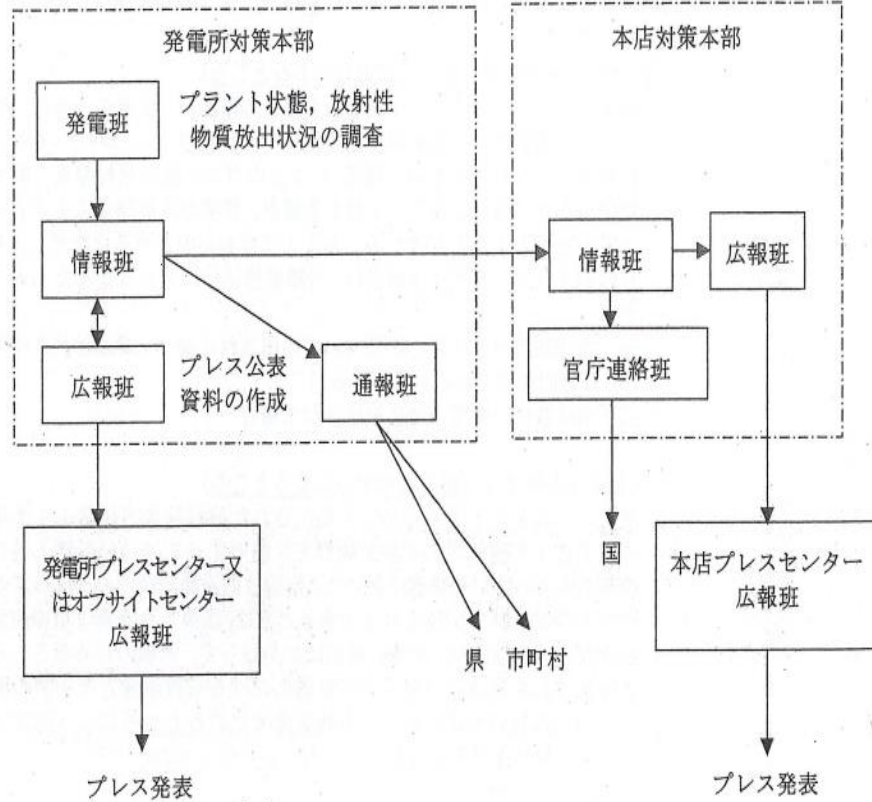 発電所対策本部
発電班
プラント状態，放射性
物質放出状況の調査
情報班
広報班
プレス公表
資料の作成
通報班
発電所プレスセンター又
はオフサイトセンター
広報班
県
市町村
プレス発表
本店対策本部
情報班
広報班
官庁連絡班
国
本店プレスセンター
広報班
プレス発表